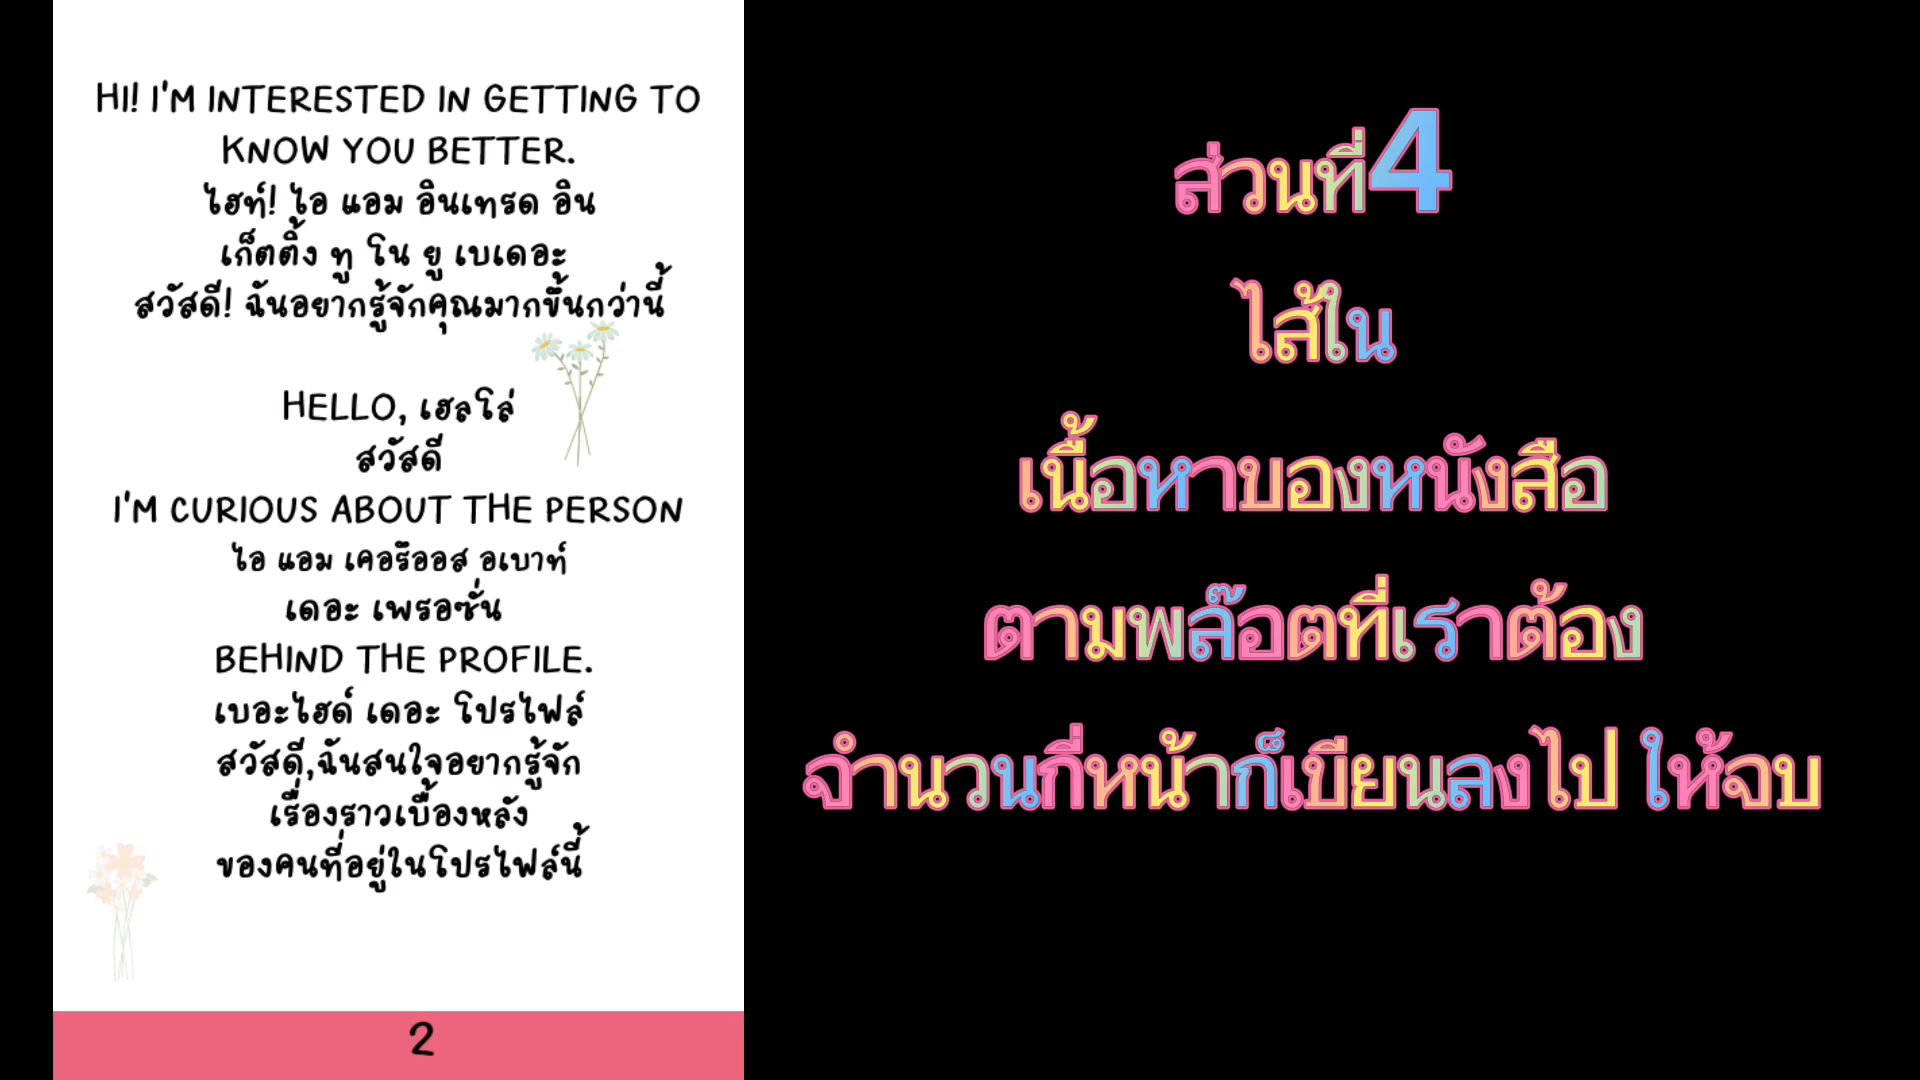 HI! I'M INTERESTED IN GETTING TO
KNOW YOU BETTER.
ไฮท์! ไอ แอม อินเทรด อิน
เก็ตติ้ง ทู โน ยู เบเดอะ
สวัสดี! ฉันอยากรู้จักคุณมากขึ้นกว่านี้
HELLO, เฮลโล่
สวัสดี
I'M CURIOUS ABOUT THE PERSON
ไอ แอม เคอรืออส อเบาท์
เดอะ เพรอซั่น
BEHIND THE PROFILE.
เบอะไฮด์ เดอะ โปรไฟล์
สวัสดี,ฉันสนใจอยากรู้จัก
เรื่องราวเบื้องหลัง
ของคนที่อยู่ในโปรไฟล์นี้
2
ส่วนที่4
ไส้ใน
เนื้อหาของหนังสือ
ตามพล๊อตที่เราต้อง
จำนวนกี่หน้าก็เขียนลงไป ให้จบ